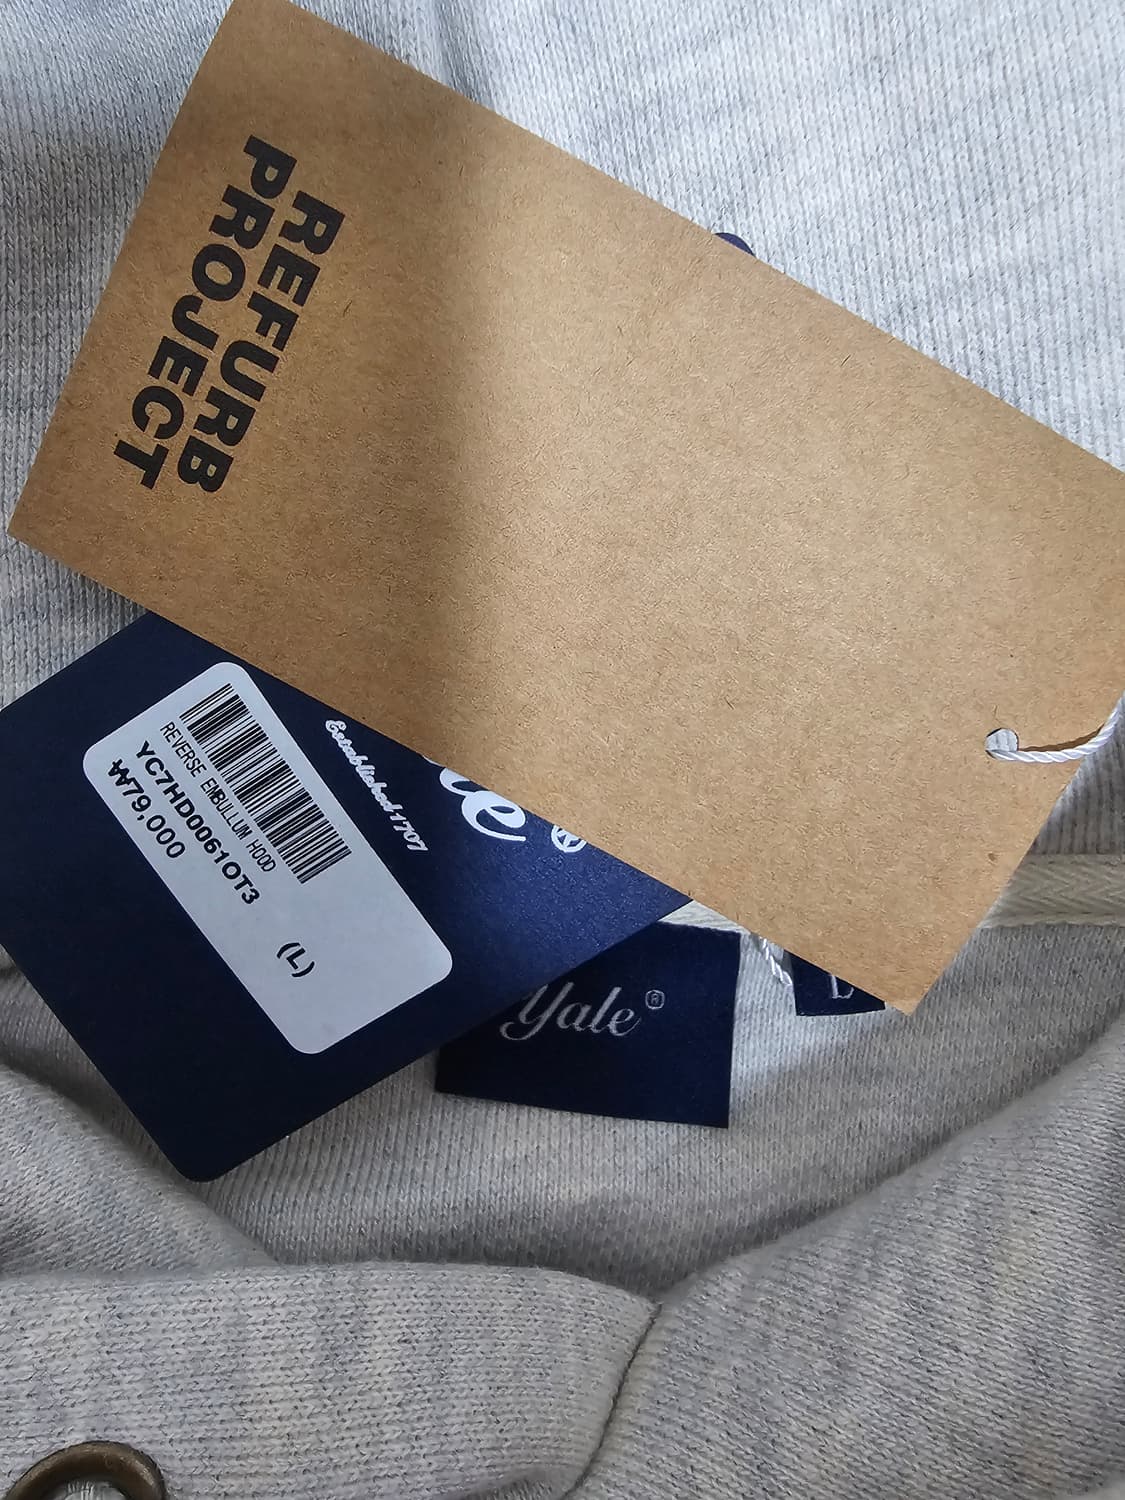 REFURB
PROJECT
Established 1701
REVERSE EMBULLUM HOOD
YC7HD0061OT3
₩79,000
(L)
Yale®
L